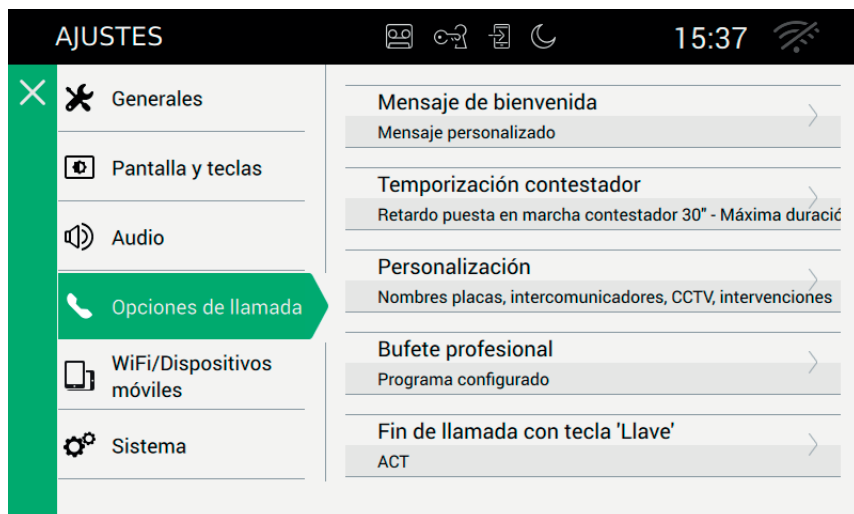 AJUSTES
15:37
Generales
Pantalla y teclas
Audio
Opciones de llamada
WiFi/Dispositivos
móviles
Sistema
Mensaje de bienvenida
Mensaje personalizado
Temporización contestador
Retardo puesta en marcha contestador 30" - Máxima duració
Personalización
Nombres placas, intercomunicadores, CCTV, intervenciones
Bufete profesional
Programa configurado
Fin de llamada con tecla 'Llave'
ACT